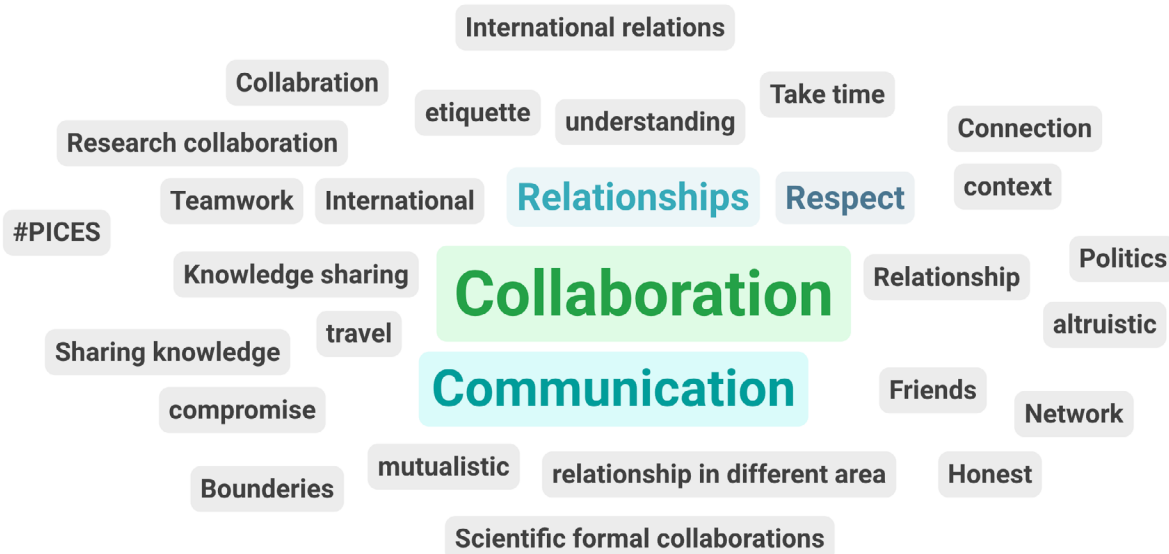 International relations
Collabration
Take time
etiquette
understanding
Connection
Research collaboration
context
Teamwork
International
Relationships
Respect
#PICES
Politics
Knowledge sharing
Collaboration
Relationship
altruistic
travel
Sharing knowledge
Communication
Friends
compromise
Network
mutualistic
relationship in different area
Honest
Bounderies
Scientific formal collaborations